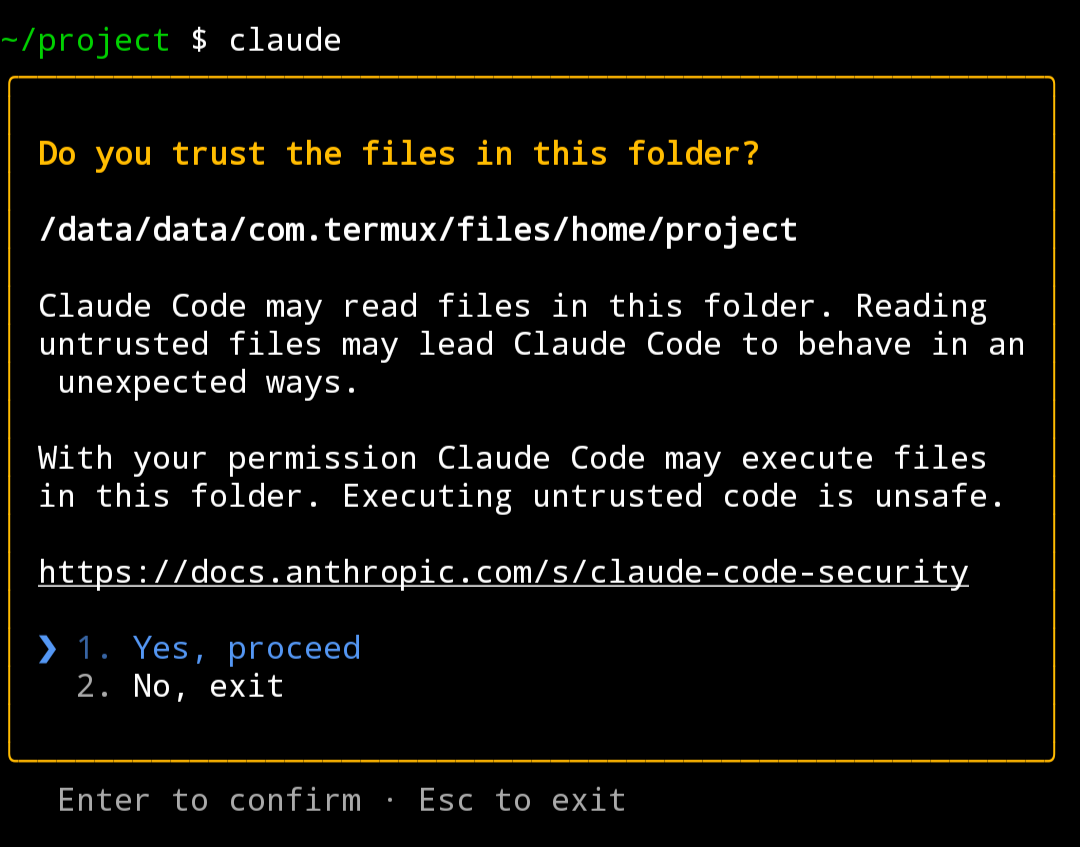 ~/project $ claude
Do you trust the files in this folder?
/data/data/com.termux/files/home/project
Claude Code may read files in this folder. Reading
untrusted files may lead Claude Code to behave in an
unexpected ways.
With your permission Claude Code may execute files
in this folder. Executing untrusted code is unsafe.
https://docs.anthropic.com/s/claude-code-security
❯ 1. Yes, proceed
2. No, exit
Enter to confirm · Esc to exit